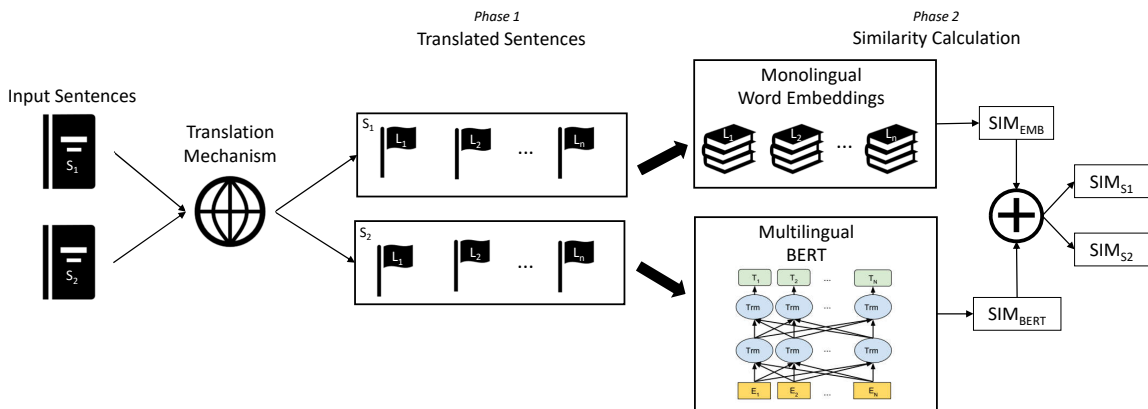 Phase 1
Translated Sentences
Phase 2
Similarity Calculation
Input Sentences
S1
S2
Translation
Mechanism
S1
L1 L2 ... Ln
S2
L1 L2 ... Ln
Monolingual
Word Embeddings
L1 L2 ... Ln
Multilingual
BERT
T1 T2 ... TN
Trm Trm ... Trm
Trm Trm ... Trm
E1 E2 ... EN
SIMEMB
SIMBERT
SIMS1
SIMS2